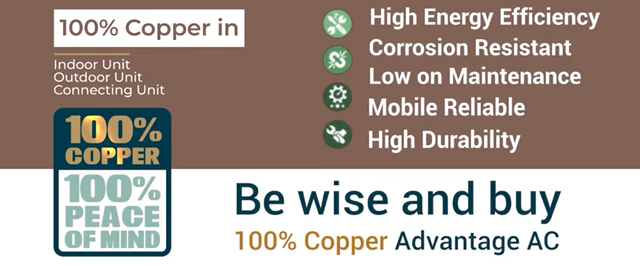 100% Copper in
Indoor Unit
Outdoor Unit
Connecting Unit
100%
COPPER
100%
PEACE
OF MIND
High Energy Efficiency
Corrosion Resistant
Low on Maintenance
Mobile Reliable
High Durability
Be wise and buy
100% Copper Advantage AC